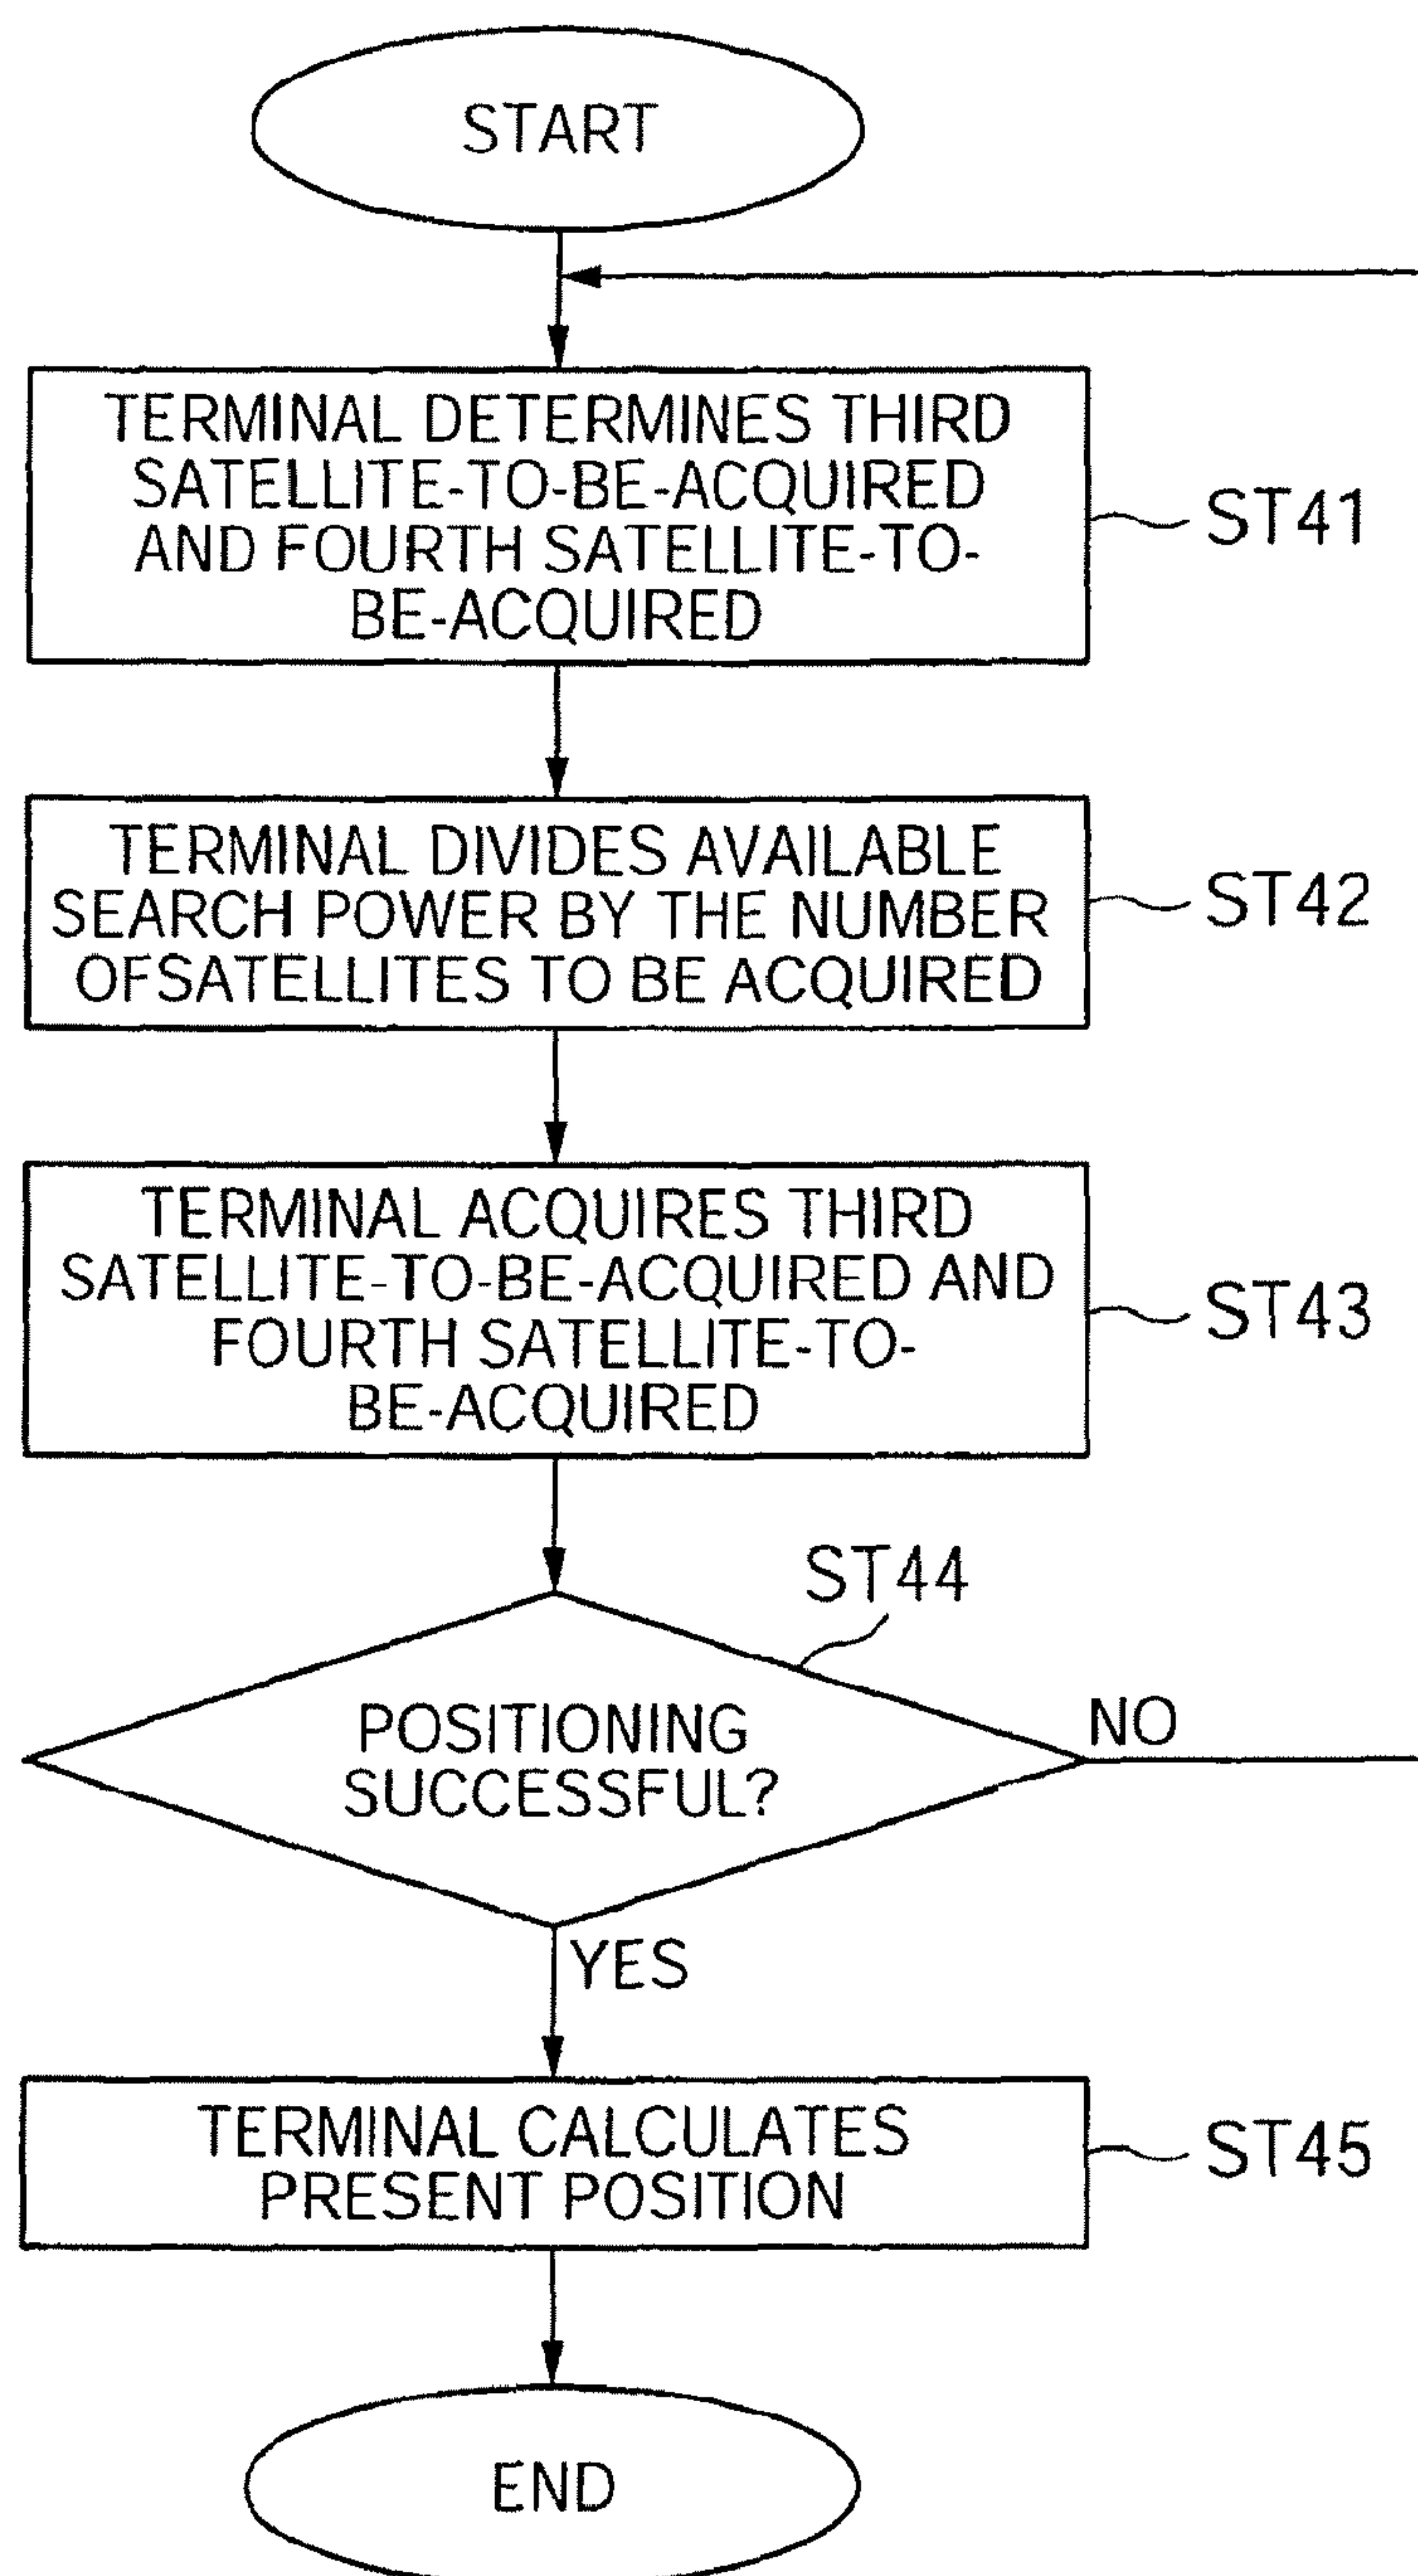 START
TERMINAL DETERMINES THIRD
SATELLITE-TO-BE-ACQUIRED
AND FOURTH SATELLITE-TO-
BE-ACQUIRED
ST41
TERMINAL DIVIDES AVAILABLE
SEARCH POWER BY THE NUMBER
OFSATELLITES TO BE ACQUIRED
ST42
TERMINAL ACQUIRES THIRD
SATELLITE-TO-BE-ACQUIRED AND
FOURTH SATELLITE-TO-
BE-ACQUIRED
ST43
ST44
POSITIONING
SUCCESSFUL?
NO
YES
TERMINAL CALCULATES
PRESENT POSITION
ST45
END